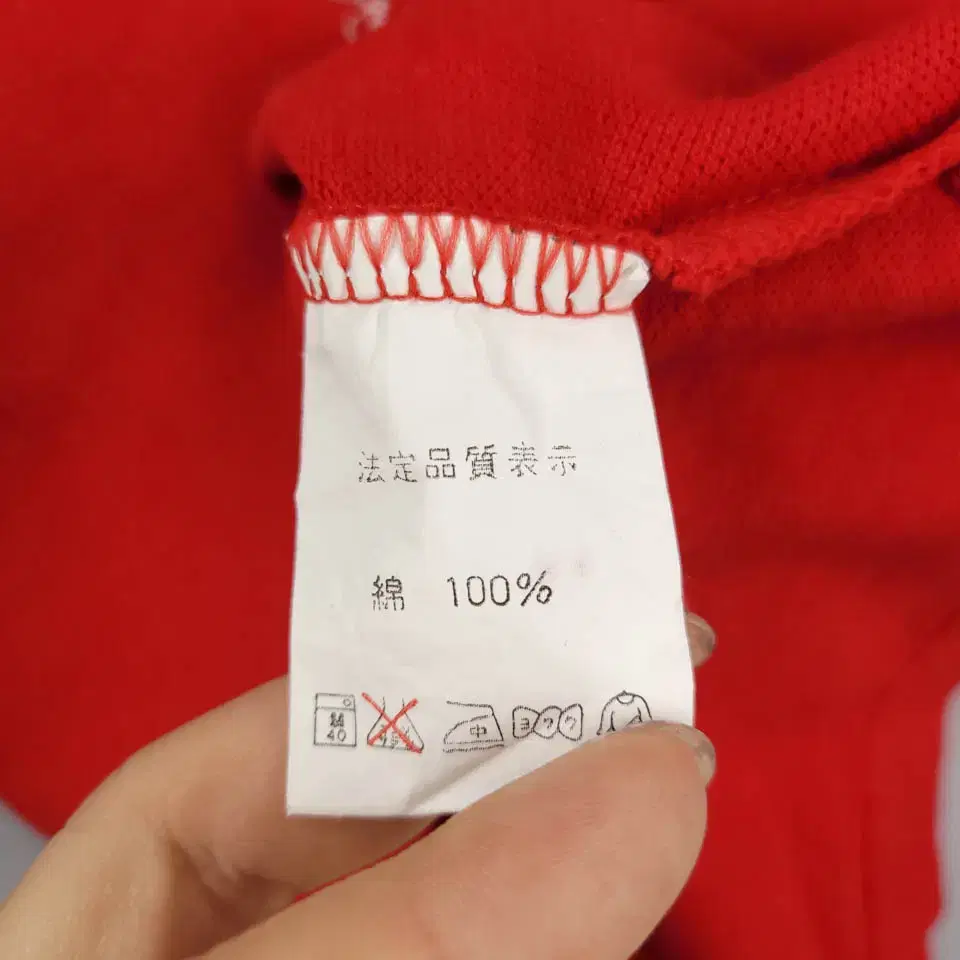 法定品質表示
綿 100%
弱 40 中 ヨワク